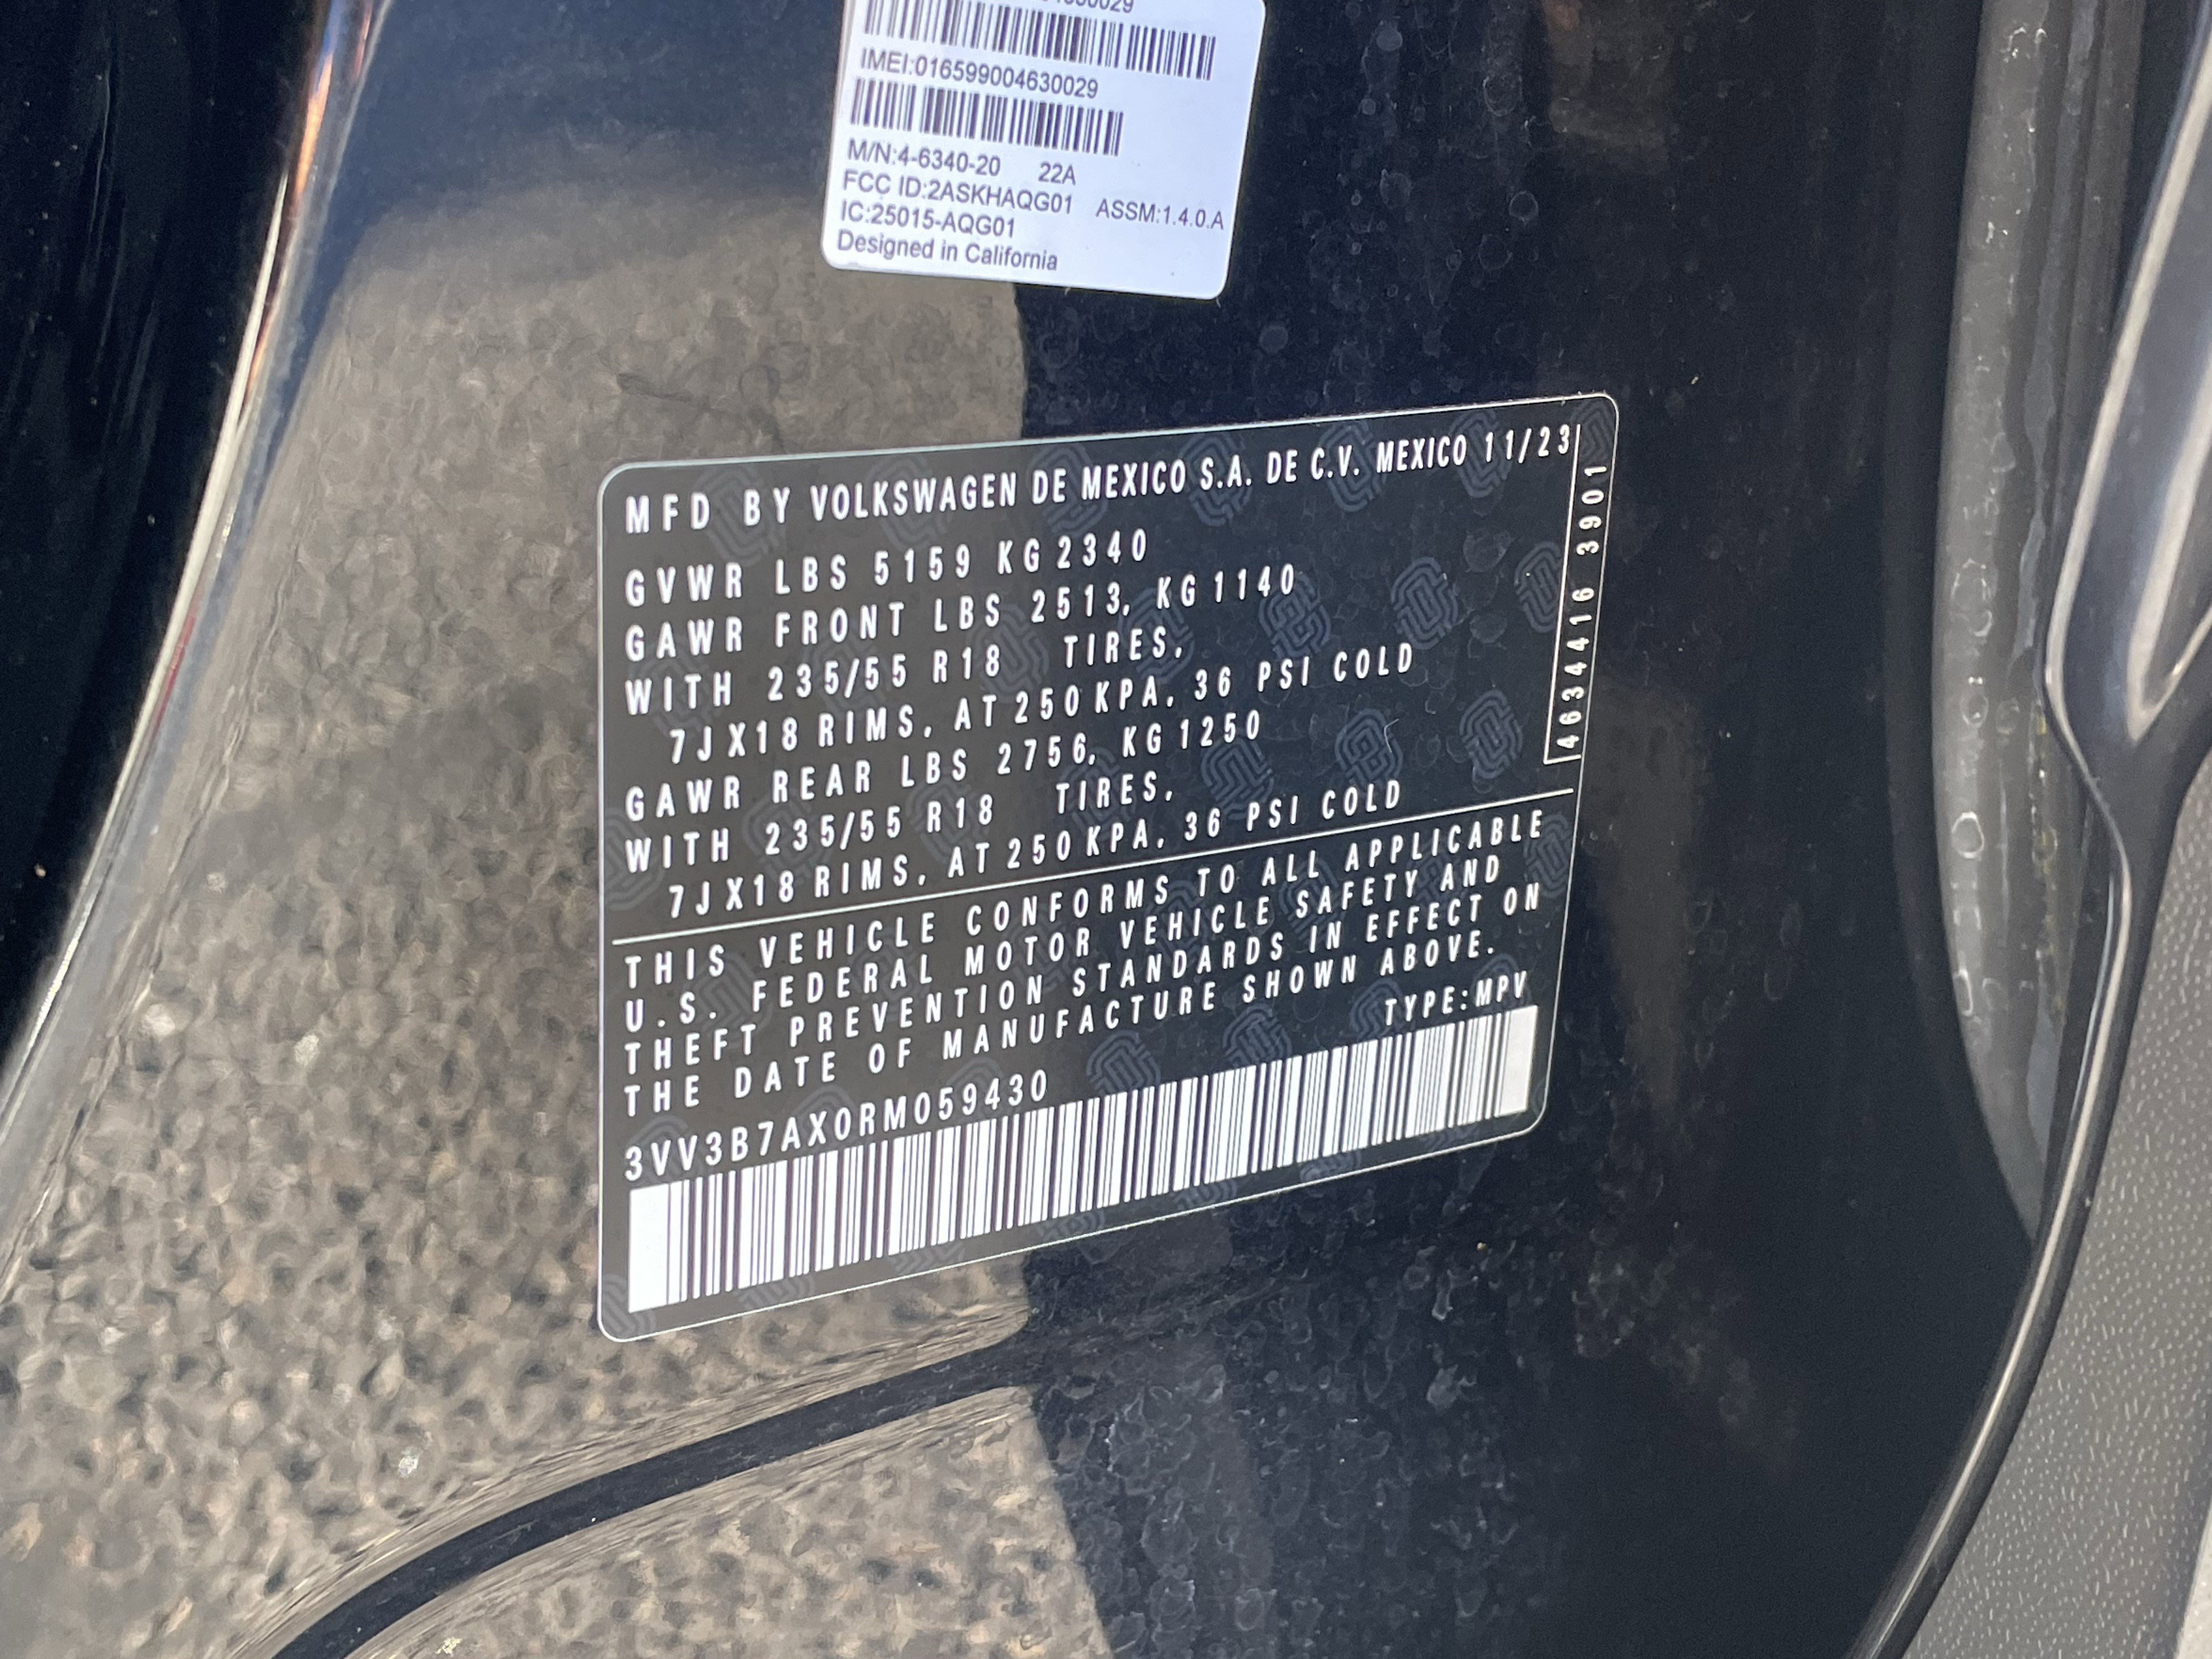 IMEI:016599004630029
M/N:4-6340-20 22A
FCC ID:2ASKHAQG01 ASSM:1.4.0.A
IC:25015-AQG01
Designed in California
MFD BY VOLKSWAGEN DE MEXICO S.A. DE C.V. MEXICO 11/23
GVWR LBS 5159 KG 2340
GAWR FRONT LBS 2513, KG 1140
WITH 235/55 R18 TIRES,
7JX18 RIMS, AT 250 KPA, 36 PSI COLD
GAWR REAR LBS 2756, KG 1250
WITH 235/55 R18 TIRES,
7JX18 RIMS, AT 250 KPA, 36 PSI COLD
4634416 3901
THIS VEHICLE CONFORMS TO ALL APPLICABLE
U.S. FEDERAL MOTOR VEHICLE SAFETY AND
THEFT PREVENTION STANDARDS IN EFFECT ON
THE DATE OF MANUFACTURE SHOWN ABOVE.
TYPE:MPV
3VV3B7AX0RM059430